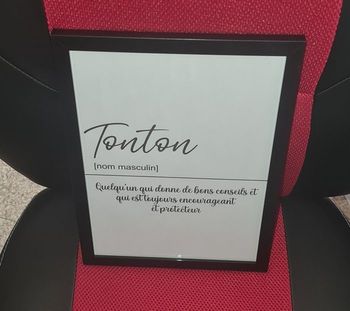 Tonton
[nom masculin]
Quelqu'un qui donne de bons conseils et
qui est toujours encourageant
et protecteur